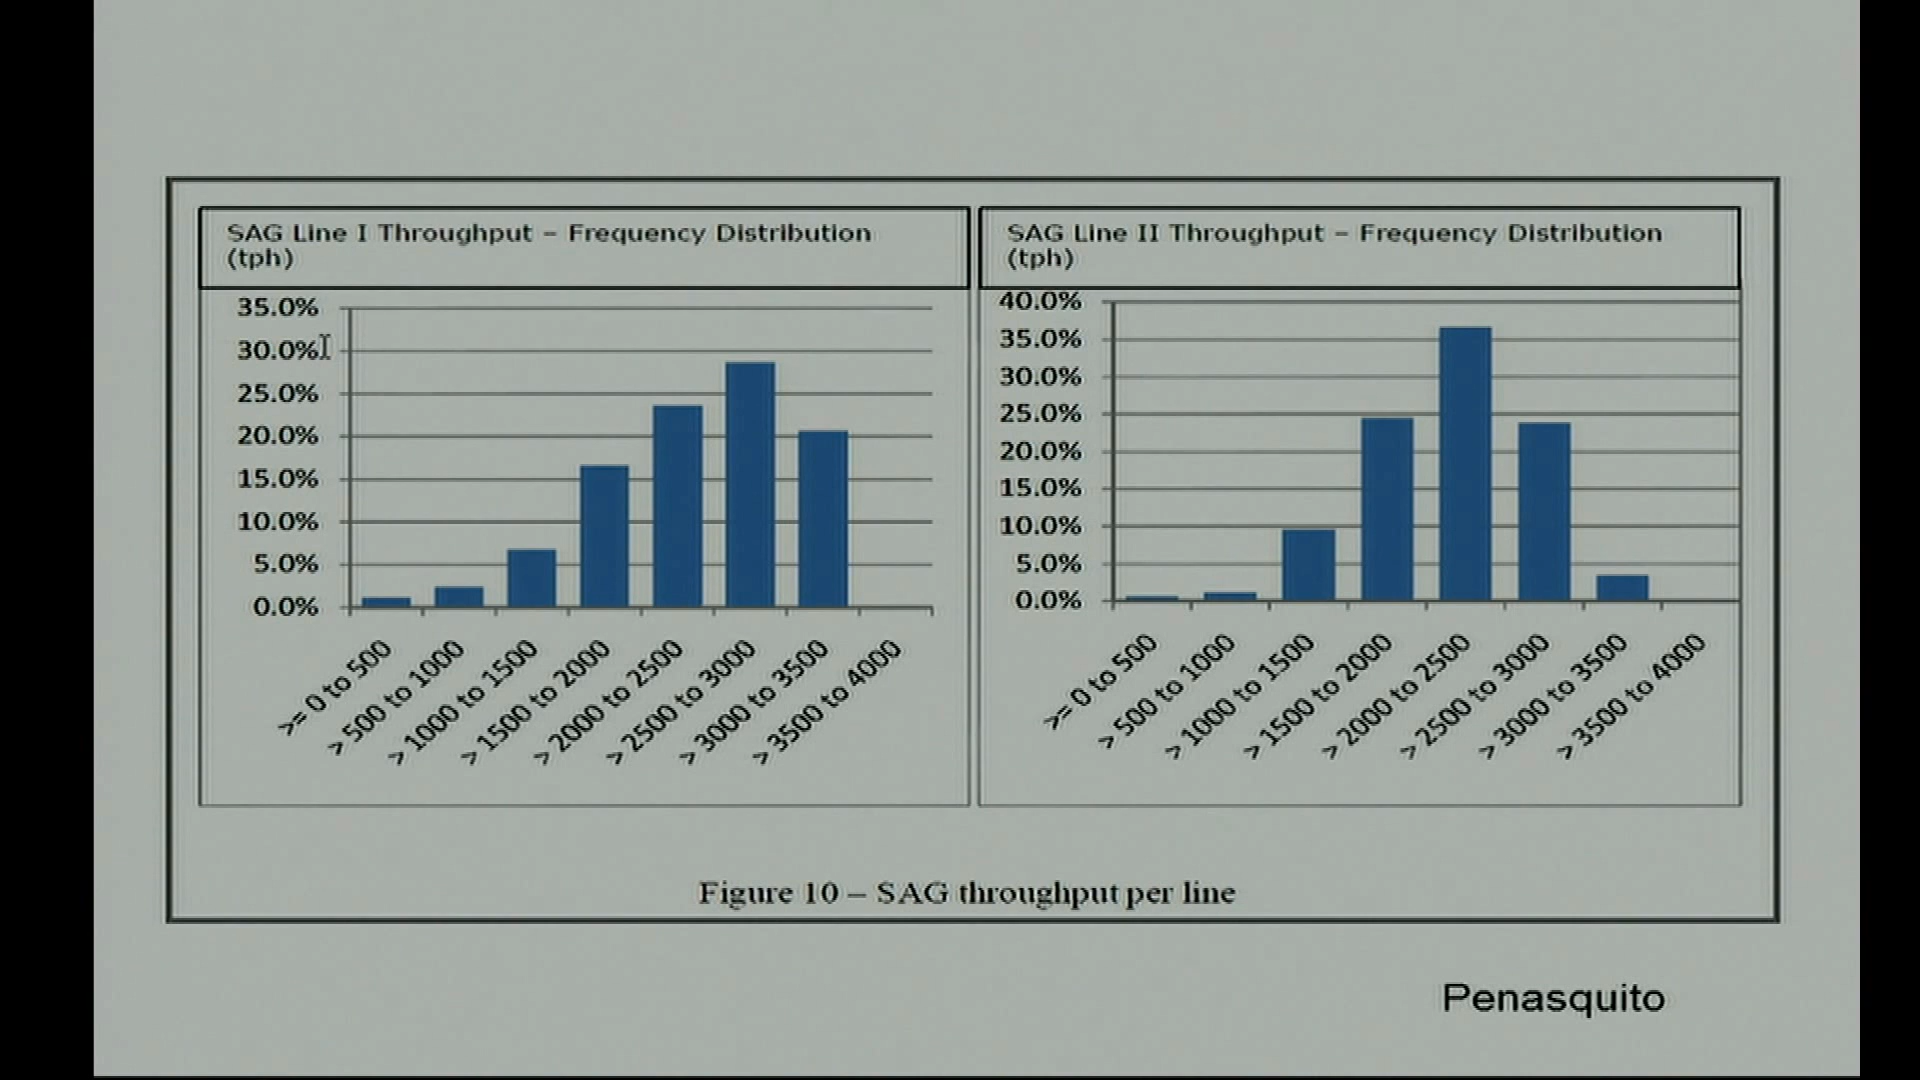 SAG Line I Throughput – Frequency Distribution
(tph)
35.0%
30.0%
25.0%
20.0%
15.0%
10.0%
5.0%
0.0%
>= 0 to 500
> 500 to 1000
> 1000 to 1500
> 1500 to 2000
> 2000 to 2500
> 2500 to 3000
> 3000 to 3500
> 3500 to 4000
SAG Line II Throughput – Frequency Distribution
(tph)
40.0%
35.0%
30.0%
25.0%
20.0%
15.0%
10.0%
5.0%
0.0%
>= 0 to 500
> 500 to 1000
> 1000 to 1500
> 1500 to 2000
> 2000 to 2500
> 2500 to 3000
> 3000 to 3500
> 3500 to 4000
Figure 10 – SAG throughput per line
Penasquito